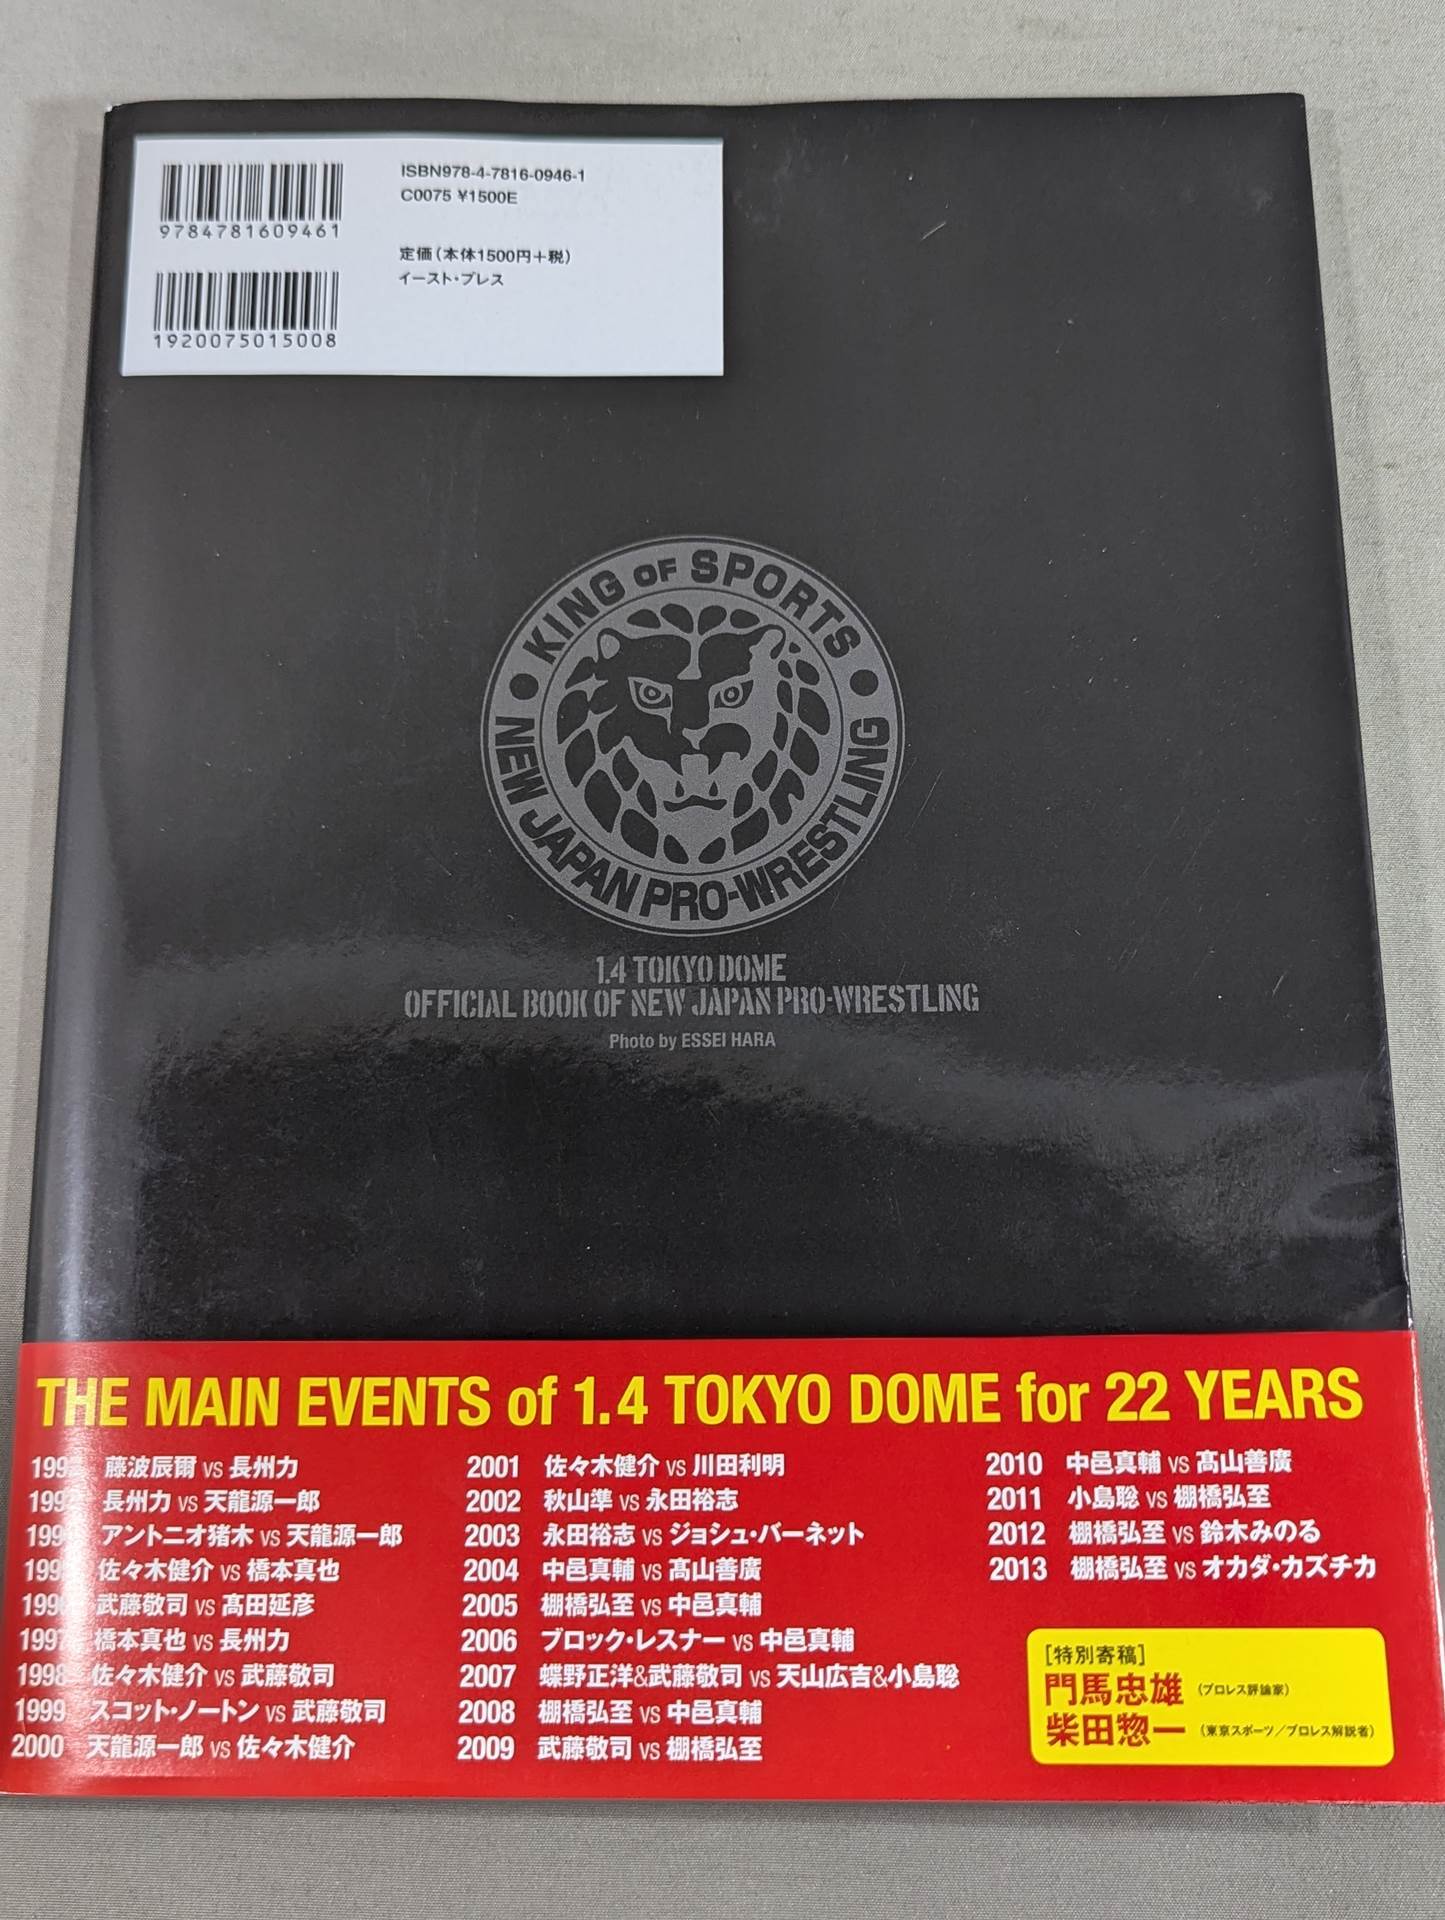 9784781609461
1920075015008
ISBN978-4-7816-0946-1
C0075 ¥1500E
定価（本体1500円＋税）
イースト・プレス
KING OF SPORTS
NEW JAPAN PRO-WRESTLING
1.4 TOKYO DOME
OFFICIAL BOOK OF NEW JAPAN PRO-WRESTLING
Photo by ESSEI HARA
THE MAIN EVENTS of 1.4 TOKYO DOME for 22 YEARS
藤波辰爾 vs 長州力
長州力 vs 天龍源一郎
アントニオ猪木 vs 天龍源一郎
佐々木健介 vs 橋本真也
武藤敬司 vs 髙田延彦
1997 橋本真也 vs 長州力
1998 佐々木健介 vs 武藤敬司
1999 スコット・ノートン vs 武藤敬司
2000 天龍源一郎 vs 佐々木健介
2001 佐々木健介 vs 川田利明
2002 秋山準 vs 永田裕志
2003 永田裕志 vs ジョシュ・バーネット
2004 中邑真輔 vs 髙山善廣
2005 棚橋弘至 vs 中邑真輔
2006 ブロック・レスナー vs 中邑真輔
2007 蝶野正洋&武藤敬司 vs 天山広吉&小島聡
2008 棚橋弘至 vs 中邑真輔
2009 武藤敬司 vs 棚橋弘至
2010 中邑真輔 vs 髙山善廣
2011 小島聡 vs 棚橋弘至
2012 棚橋弘至 vs 鈴木みのる
2013 棚橋弘至 vs オカダ・カズチカ
［特別寄稿］
門馬忠雄（プロレス評論家）
柴田惣一（東京スポーツ／プロレス解説者）